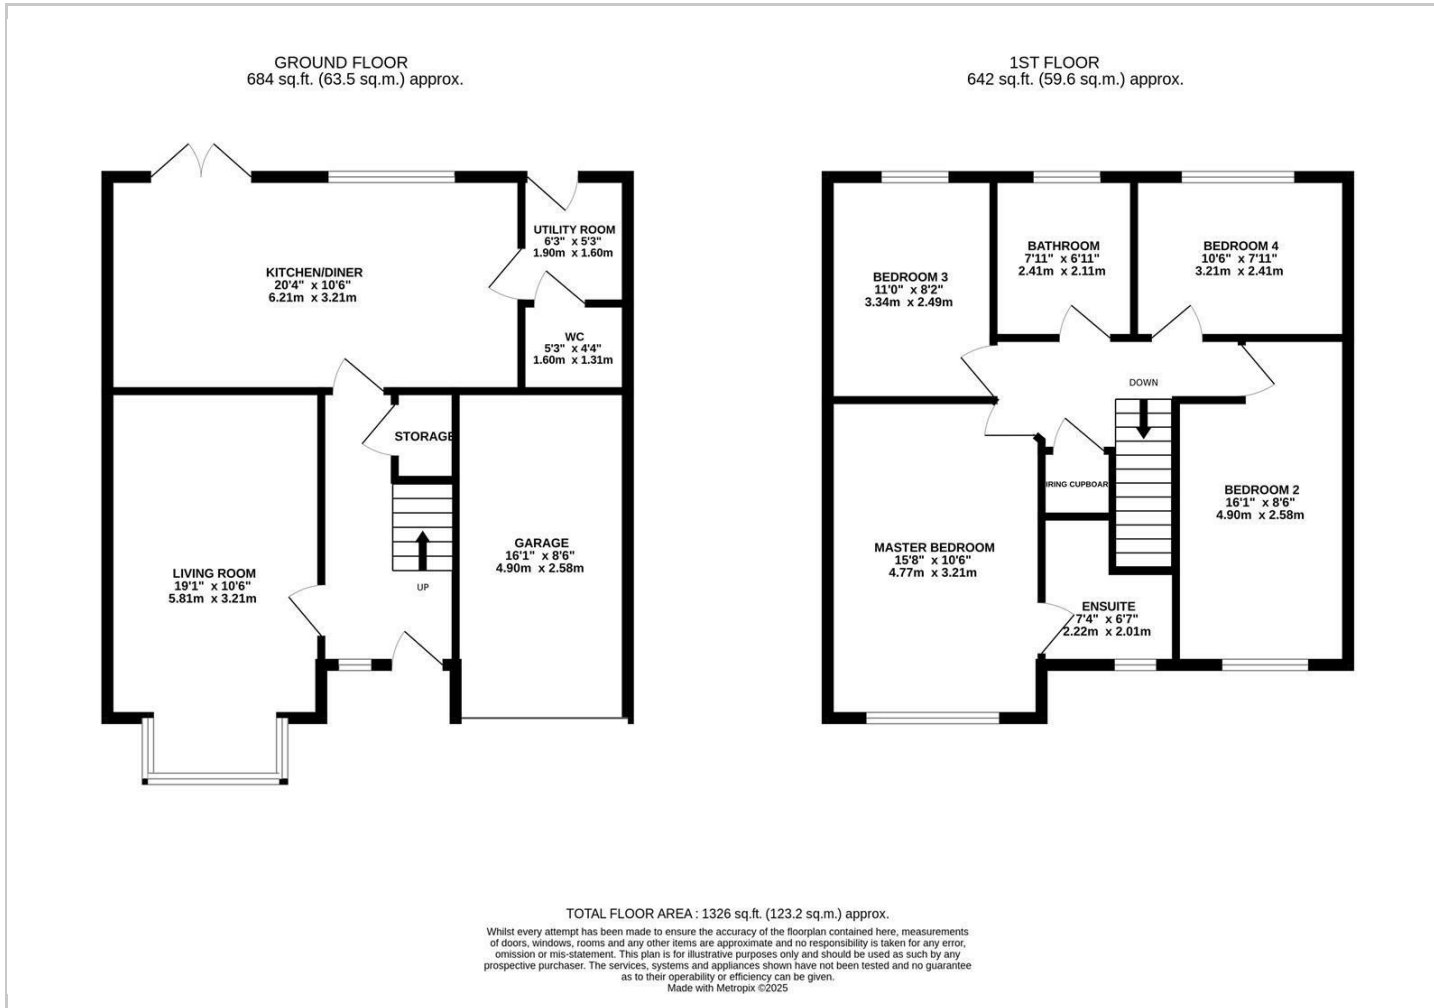 GROUND FLOOR
684 sq.ft. (63.5 sq.m.) approx.
1ST FLOOR
642 sq.ft. (59.6 sq.m.) approx.
KITCHEN/DINER
20'4" x 10'6"
6.21m x 3.21m
UTILITY ROOM
6'3" x 5'3"
1.90m x 1.60m
WC
5'3" x 4'4"
1.60m x 1.31m
STORAGE
LIVING ROOM
19'1" x 10'6"
5.81m x 3.21m
UP
GARAGE
16'1" x 8'6"
4.90m x 2.58m
BEDROOM 3
11'0" x 8'2"
3.34m x 2.49m
BATHROOM
7'11" x 6'11"
2.41m x 2.11m
BEDROOM 4
10'6" x 7'11"
3.21m x 2.41m
DOWN
IRING CUPBOAR
MASTER BEDROOM
15'8" x 10'6"
4.77m x 3.21m
BEDROOM 2
16'1" x 8'6"
4.90m x 2.58m
ENSUITE
7'4" x 6'7"
2.22m x 2.01m
TOTAL FLOOR AREA : 1326 sq.ft. (123.2 sq.m.) approx.
Whilst every attempt has been made to ensure the accuracy of the floorplan contained here, measurements
of doors, windows, rooms and any other items are approximate and no responsibility is taken for any error,
omission or mis-statement. This plan is for illustrative purposes only and should be used as such by any
prospective purchaser. The services, systems and appliances shown have not been tested and no guarantee
as to their operability or efficiency can be given.
Made with Metropix ©2025